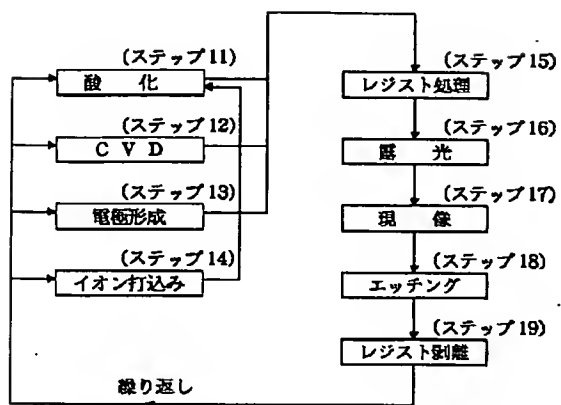 (ステップ11)
酸 化
(ステップ12)
C V D
(ステップ13)
電極形成
(ステップ14)
イオン打込み
(ステップ15)
レジスト処理
(ステップ16)
露 光
(ステップ17)
現 像
(ステップ18)
エッチング
(ステップ19)
レジスト剥離
繰り返し